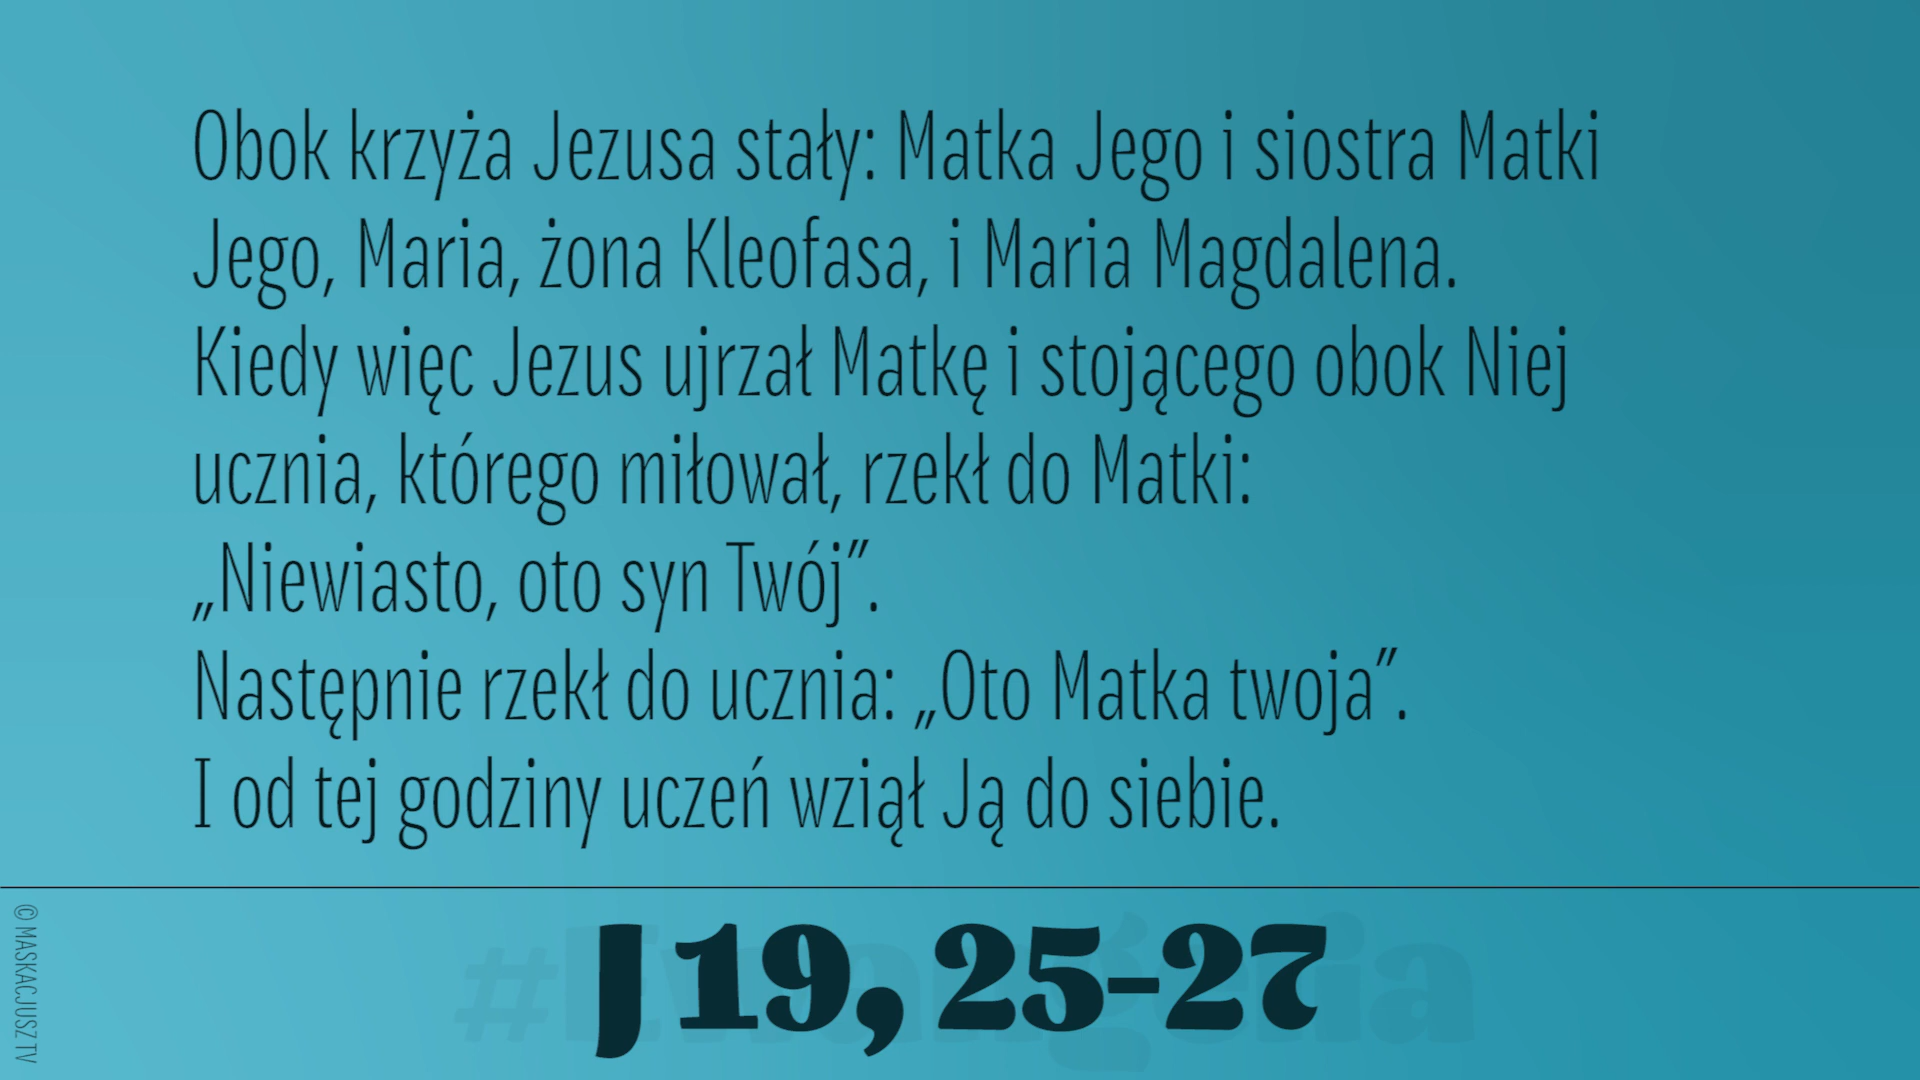 Obok krzyża Jezusa stały: Matka Jego i siostra Matki
Jego, Maria, żona Kleofasa, i Maria Magdalena.
Kiedy więc Jezus ujrzał Matkę i stojącego obok Niej
ucznia, którego miłował, rzekł do Matki:
„Niewiasto, oto syn Twój”.
Następnie rzekł do ucznia: „Oto Matka twoja”.
I od tej godziny uczeń wziął Ją do siebie.
#Ewangelia
J 19, 25-27
© MASKACJUSZ TV